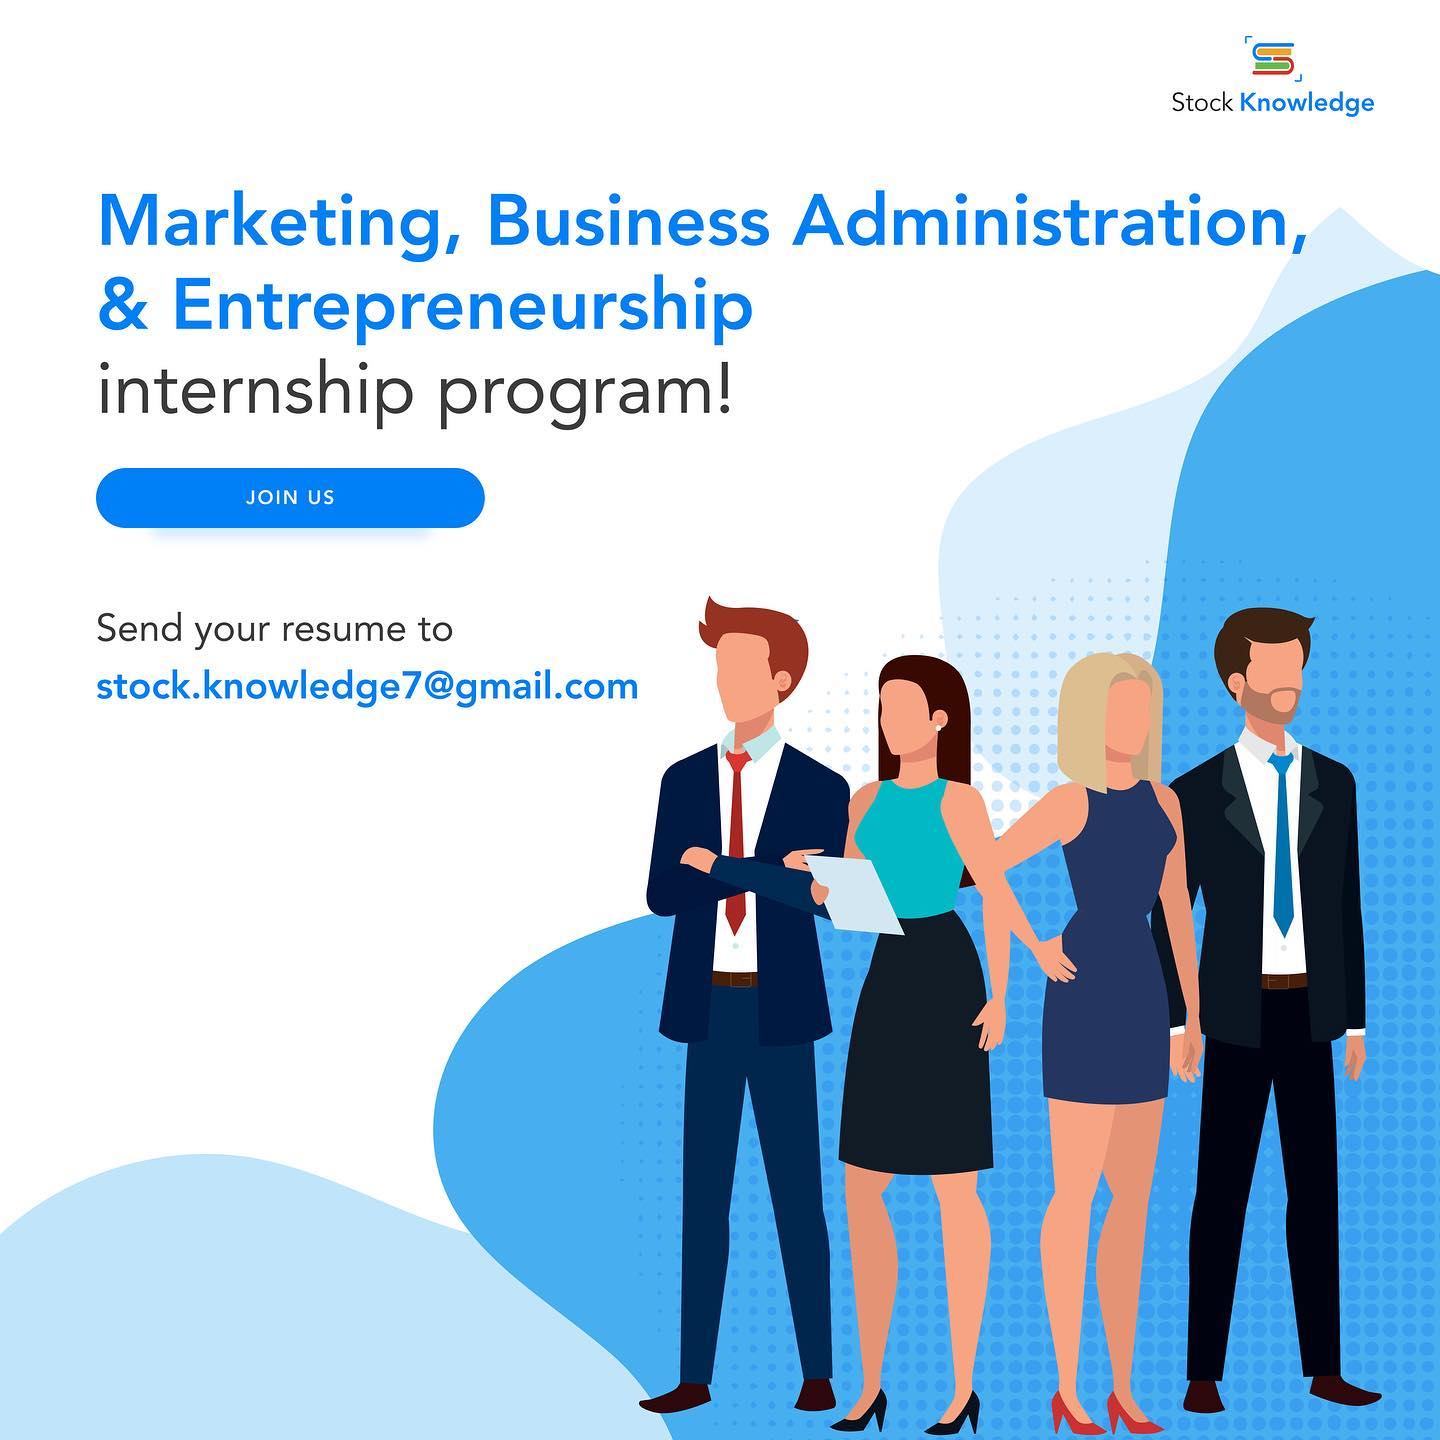 Stock Knowledge
Marketing, Business Administration,
& Entrepreneurship
internship program!
JOIN US
Send your resume to
stock.knowledge7@gmail.com